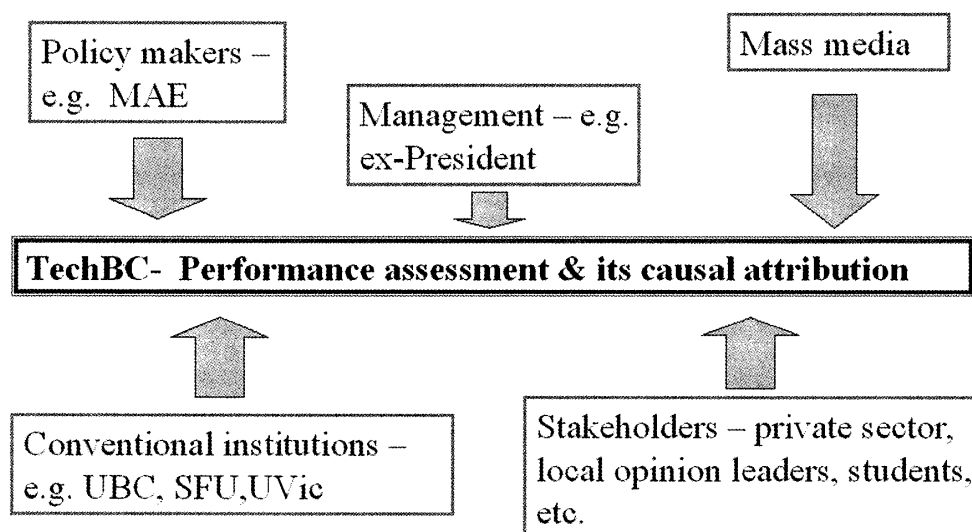 Policy makers –
e.g. MAE
Mass media
Management – e.g.
ex-President
TechBC- Performance assessment & its causal attribution
Conventional institutions –
e.g. UBC, SFU,UVic
Stakeholders – private sector,
local opinion leaders, students,
etc.